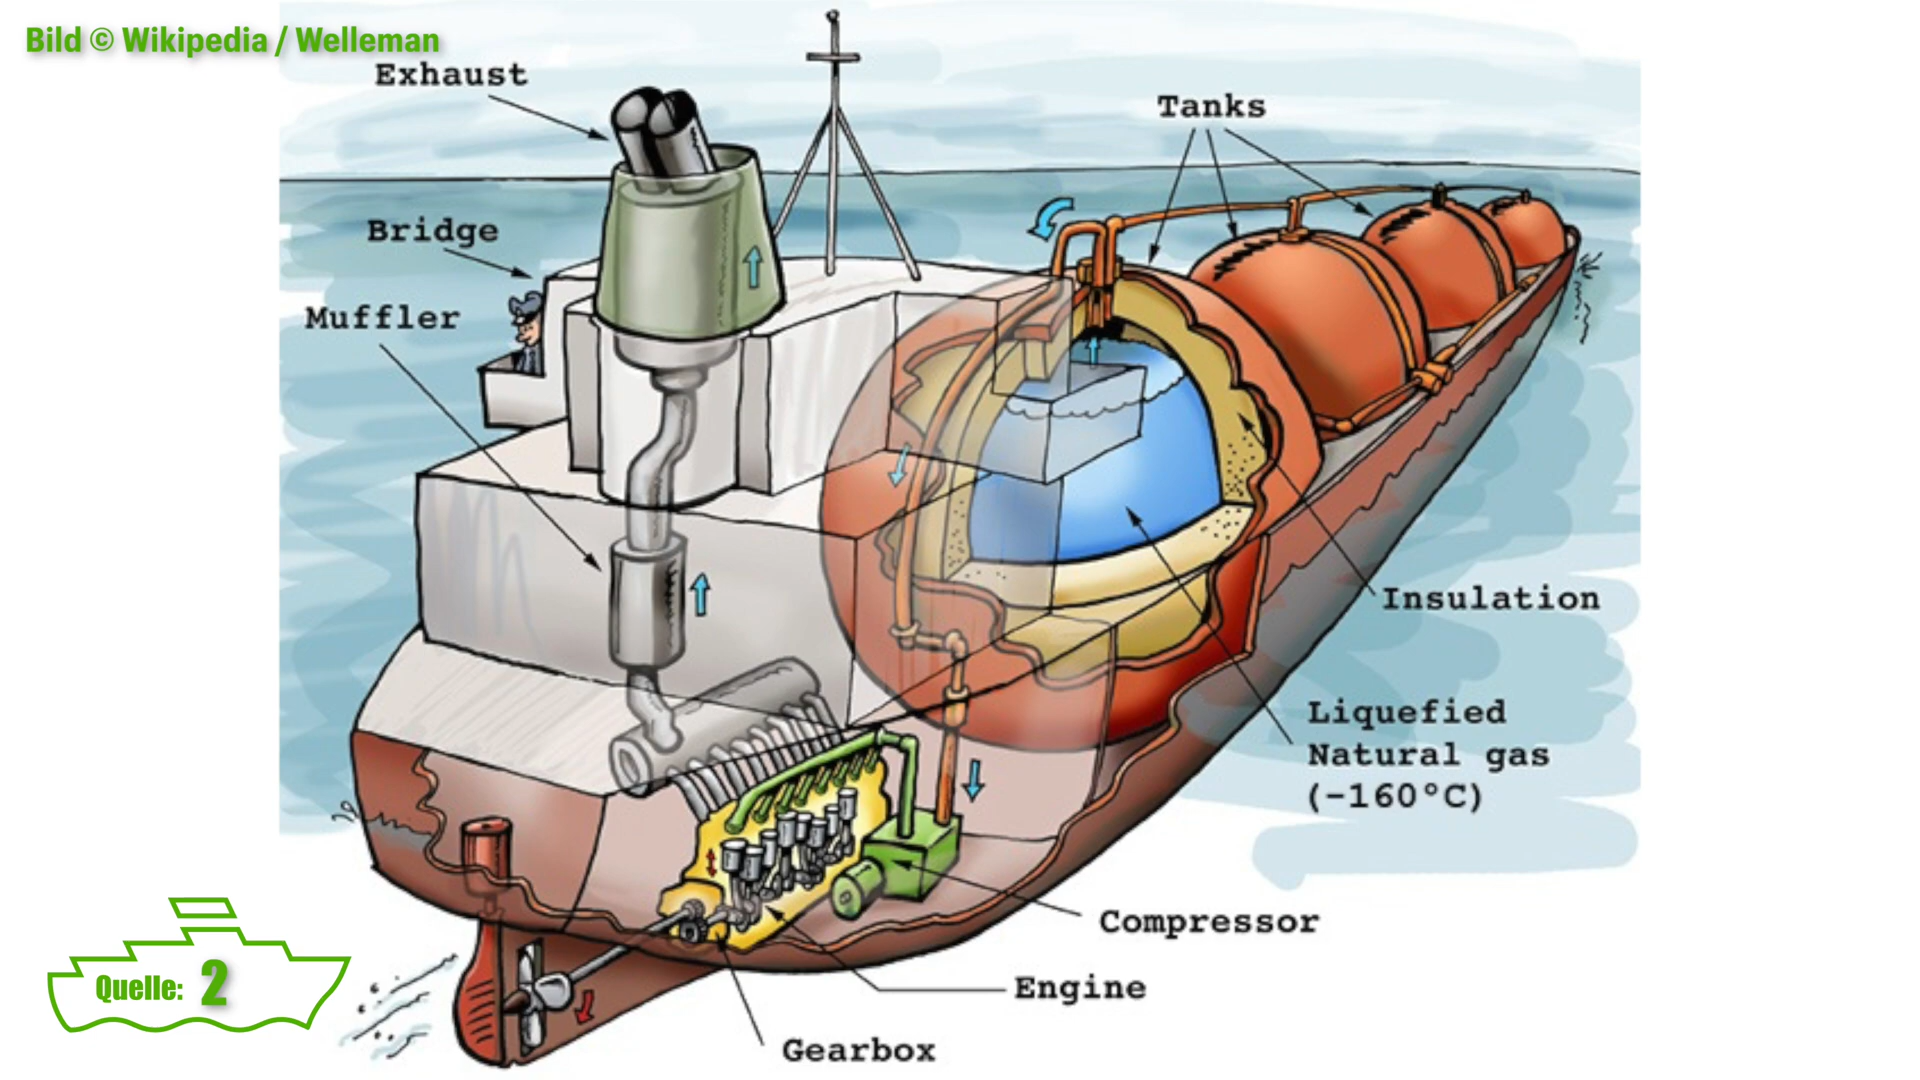 Bild © Wikipedia / Welleman
Exhaust
Tanks
Bridge
Muffler
Insulation
Liquefied
Natural gas
(-160°C)
Compressor
Engine
Gearbox
Quelle: 2